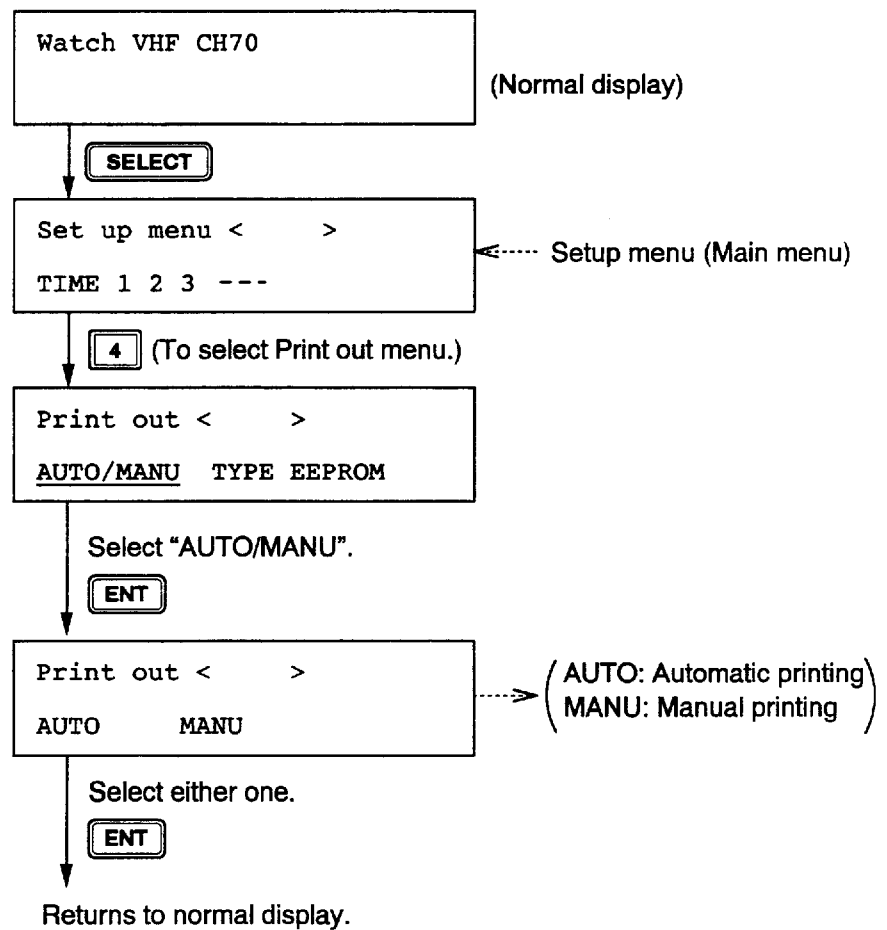 Watch VHF CH70
(Normal display)
SELECT
Set up menu <     >
Setup menu (Main menu)
TIME 1 2 3 ---
4 (To select Print out menu.)
Print out <     >
AUTO/MANU  TYPE EEPROM
Select “AUTO/MANU”.
ENT
Print out <     >
AUTO     MANU
(AUTO: Automatic printing
MANU: Manual printing)
Select either one.
ENT
Returns to normal display.